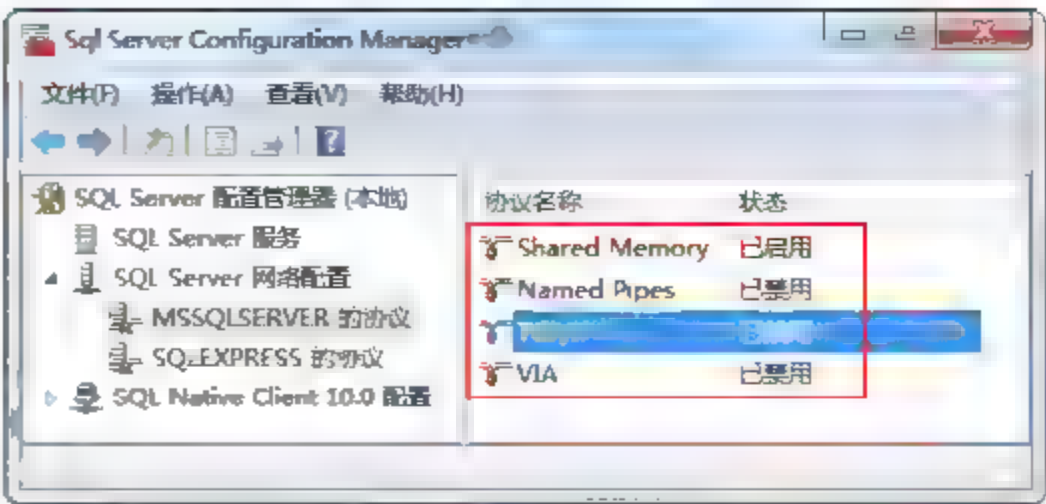 Sql Server Configuration Manager
文件(F) 操作(A) 查看(V) 帮助(H)
SQL Server 配置管理器 (本地)
SQL Server 服务
SQL Server 网络配置
MSSQLSERVER 的协议
SQLEXPRESS 的协议
SQL Native Client 10.0 配置
协议名称 状态
Shared Memory 已启用
Named Pipes 已禁用
VIA 已禁用